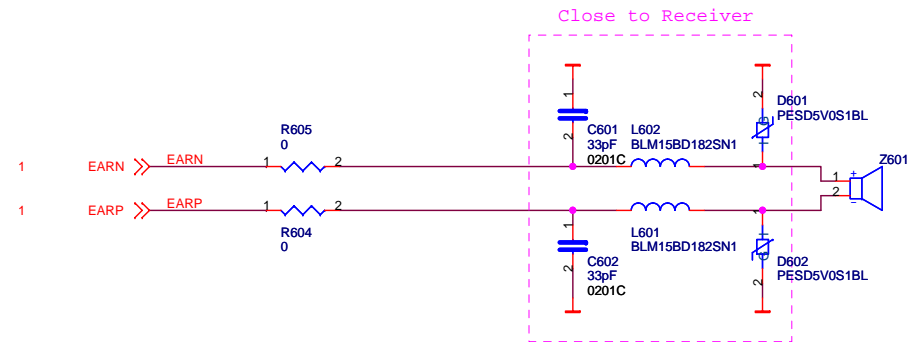 Close to Receiver
1 EARN EARN 1 R605 0 2
1 C601 33pF 0201C 2
L602 BLM15BD182SN1
2 D601 PESD5V0S1BL 1
Z601
1 +
2 -
1 EARP EARP 1 R604 0 2
1 C602 33pF 0201C 2
L601 BLM15BD182SN1
1 D602 PESD5V0S1BL 2